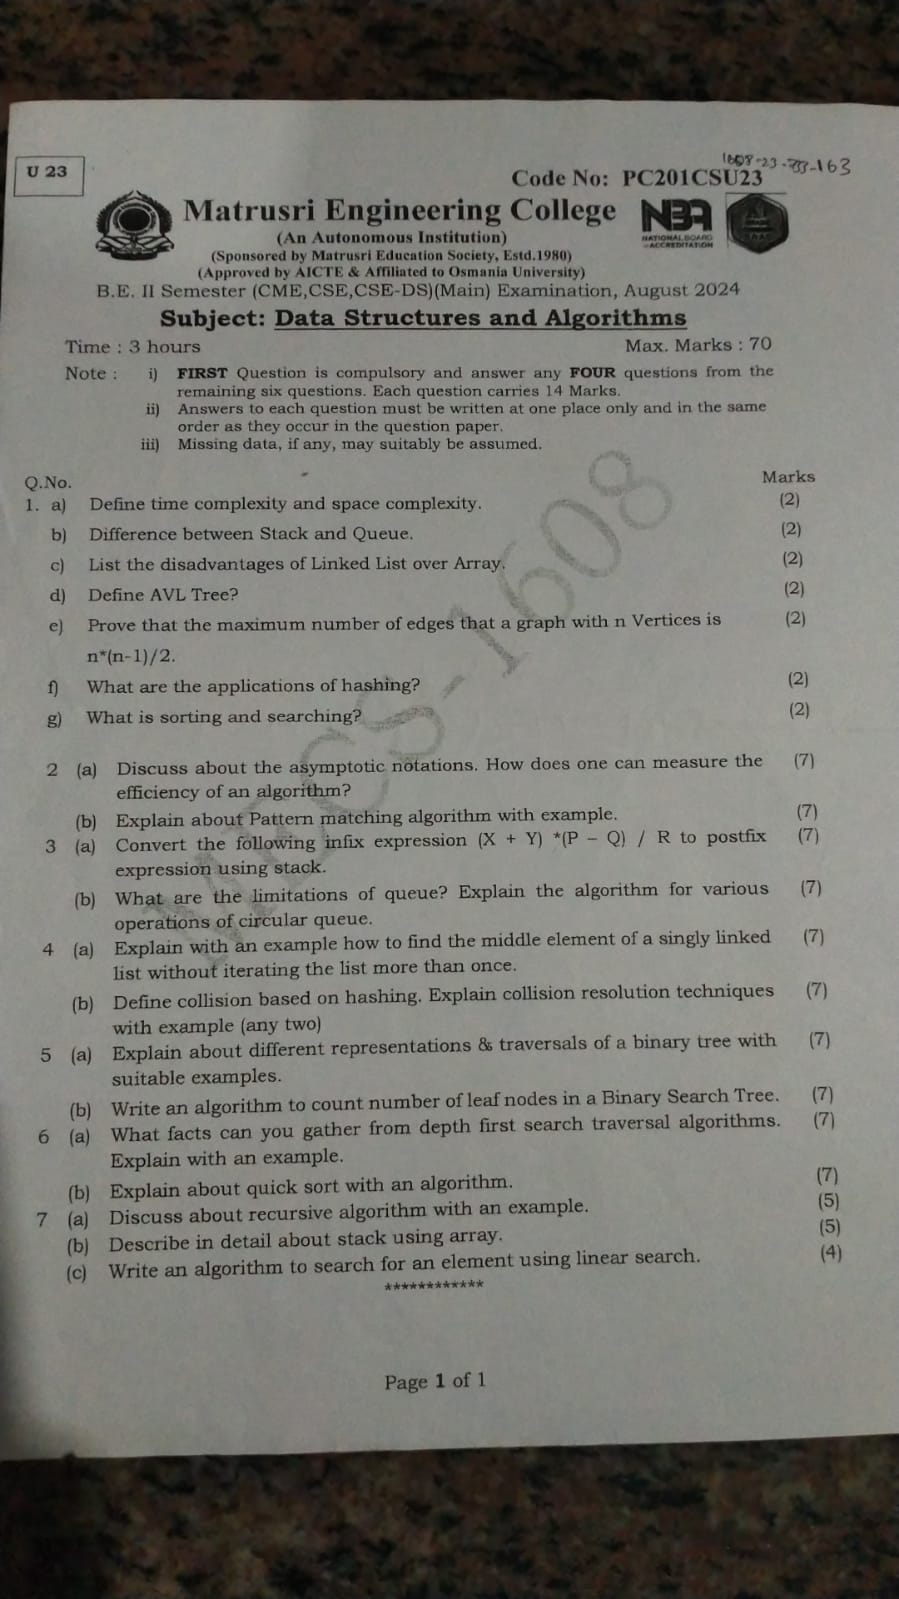 U 23
1608-23-733-163
Code No: PC201CSU23
Matrusri Engineering College
NBA
NATIONAL BOARD
of ACCREDITATION
(An Autonomous Institution)
(Sponsored by Matrusri Education Society, Estd.1980)
(Approved by AICTE & Affiliated to Osmania University)
B.E. II Semester (CME,CSE,CSE-DS)(Main) Examination, August 2024
Subject: Data Structures and Algorithms
Time : 3 hours Max. Marks : 70
Note : i) FIRST Question is compulsory and answer any FOUR questions from the
remaining six questions. Each question carries 14 Marks.
ii) Answers to each question must be written at one place only and in the same
order as they occur in the question paper.
iii) Missing data, if any, may suitably be assumed.
Q.No. Marks
1. a) Define time complexity and space complexity. (2)
b) Difference between Stack and Queue. (2)
c) List the disadvantages of Linked List over Array. (2)
d) Define AVL Tree? (2)
e) Prove that the maximum number of edges that a graph with n Vertices is (2)
n*(n-1)/2.
f) What are the applications of hashing? (2)
g) What is sorting and searching? (2)
MECS-1608
2 (a) Discuss about the asymptotic notations. How does one can measure the (7)
efficiency of an algorithm?
(b) Explain about Pattern matching algorithm with example. (7)
3 (a) Convert the following infix expression (X + Y) *(P – Q) / R to postfix (7)
expression using stack.
(b) What are the limitations of queue? Explain the algorithm for various (7)
operations of circular queue.
4 (a) Explain with an example how to find the middle element of a singly linked (7)
list without iterating the list more than once.
(b) Define collision based on hashing. Explain collision resolution techniques (7)
with example (any two)
5 (a) Explain about different representations & traversals of a binary tree with (7)
suitable examples.
(b) Write an algorithm to count number of leaf nodes in a Binary Search Tree. (7)
6 (a) What facts can you gather from depth first search traversal algorithms. (7)
Explain with an example.
(b) Explain about quick sort with an algorithm. (7)
7 (a) Discuss about recursive algorithm with an example. (5)
(b) Describe in detail about stack using array. (5)
(c) Write an algorithm to search for an element using linear search. (4)
************
Page 1 of 1